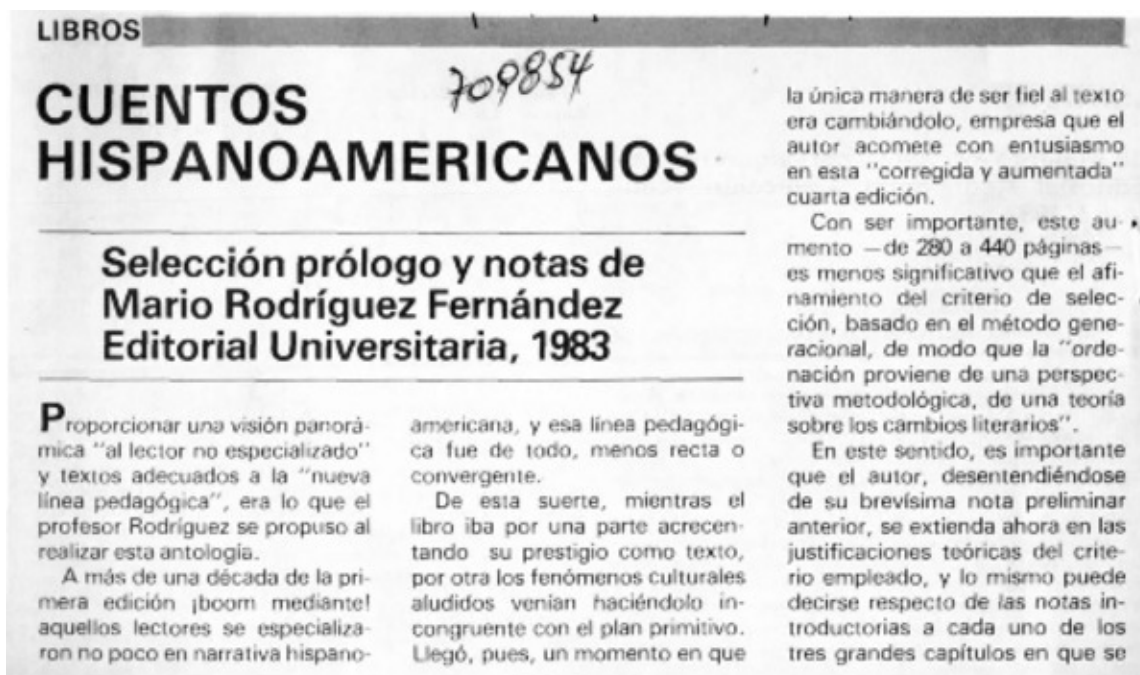 LIBROS
709854
CUENTOS
HISPANOAMERICANOS
Selección prólogo y notas de
Mario Rodríguez Fernández
Editorial Universitaria, 1983
Proporcionar una visión panorá-
mica "al lector no especializado"
y textos adecuados a la "nueva
línea pedagógica", era lo que el
profesor Rodríguez se propuso al
realizar esta antología.
A más de una década de la pri-
mera edición ¡boom mediante!
aquellos lectores se especializa-
ron no poco en narrativa hispano-
americana, y esa línea pedagógi-
ca fue de todo, menos recta o
convergente.
De esta suerte, mientras el
libro iba por una parte acrecen-
tando su prestigio como texto,
por otra los fenómenos culturales
aludidos venían haciéndolo in-
congruente con el plan primitivo.
Llegó, pues, un momento en que
la única manera de ser fiel al texto
era cambiándolo, empresa que el
autor acomete con entusiasmo
en esta "corregida y aumentada"
cuarta edición.
Con ser importante, este au-
mento —de 280 a 440 páginas—
es menos significativo que el afi-
namiento del criterio de selec-
ción, basado en el método gene-
racional, de modo que la "orde-
nación proviene de una perspec-
tiva metodológica, de una teoría
sobre los cambios literarios".
En este sentido, es importante
que el autor, desentendiéndose
de su brevísima nota preliminar
anterior, se extienda ahora en las
justificaciones teóricas del crite-
rio empleado, y lo mismo puede
decirse respecto de las notas in-
troductorias a cada uno de los
tres grandes capítulos en que se